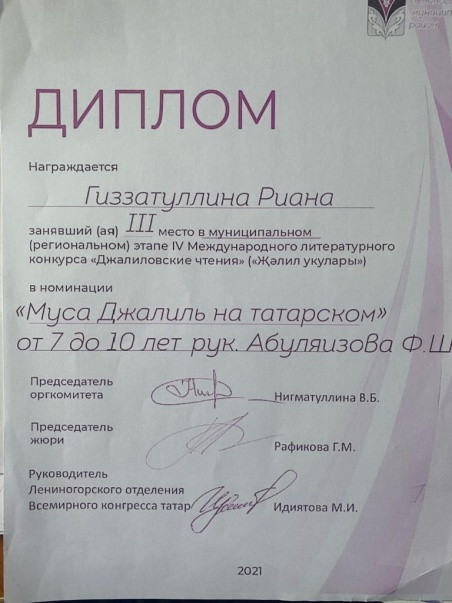 муницип
район
ДИПЛОМ
Награждается
Гиззатуллина Риана
занявший (ая) III место в муниципальном
(региональном) этапе IV Международного литературного
конкурса «Джалиловские чтения» («Җәлил укулары»)
в номинации
«Муса Джалиль на татарском»
от 7 до 10 лет рук. Абуляизова Ф.Ш
Председатель
оргкомитета
Нигматуллина В.Б.
Председатель
жюри
Рафикова Г.М.
Руководитель
Лениногорского отделения
Всемирного конгресса татар
Идиятова М.И.
2021